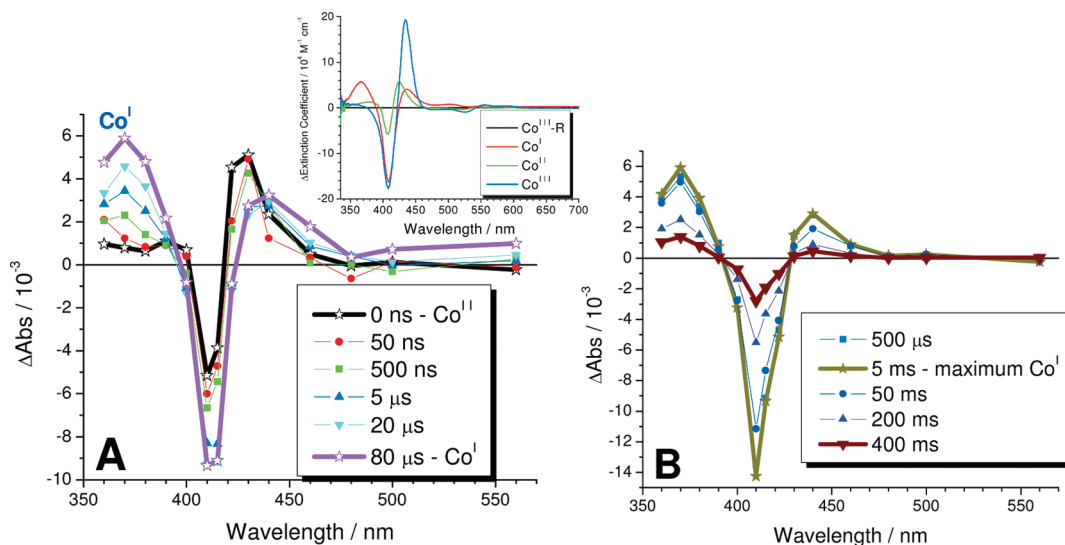 Co^I
ΔAbs / 10^-3
6
4
2
0
-2
-4
-6
-8
-10
350
400
450
500
550
Wavelength / nm
A
0 ns - Co^II
50 ns
500 ns
5 μs
20 μs
80 μs - Co^I
ΔExtinction Coefficient / 10^4 M^-1 cm^-1
20
10
0
-10
-20
350
400
450
500
550
600
650
700
Wavelength / nm
Co^III-R
Co^I
Co^II
Co^III
ΔAbs / 10^-3
6
4
2
0
-2
-4
-6
-8
-10
-12
-14
350
400
450
500
550
Wavelength / nm
B
500 μs
5 ms - maximum Co^I
50 ms
200 ms
400 ms